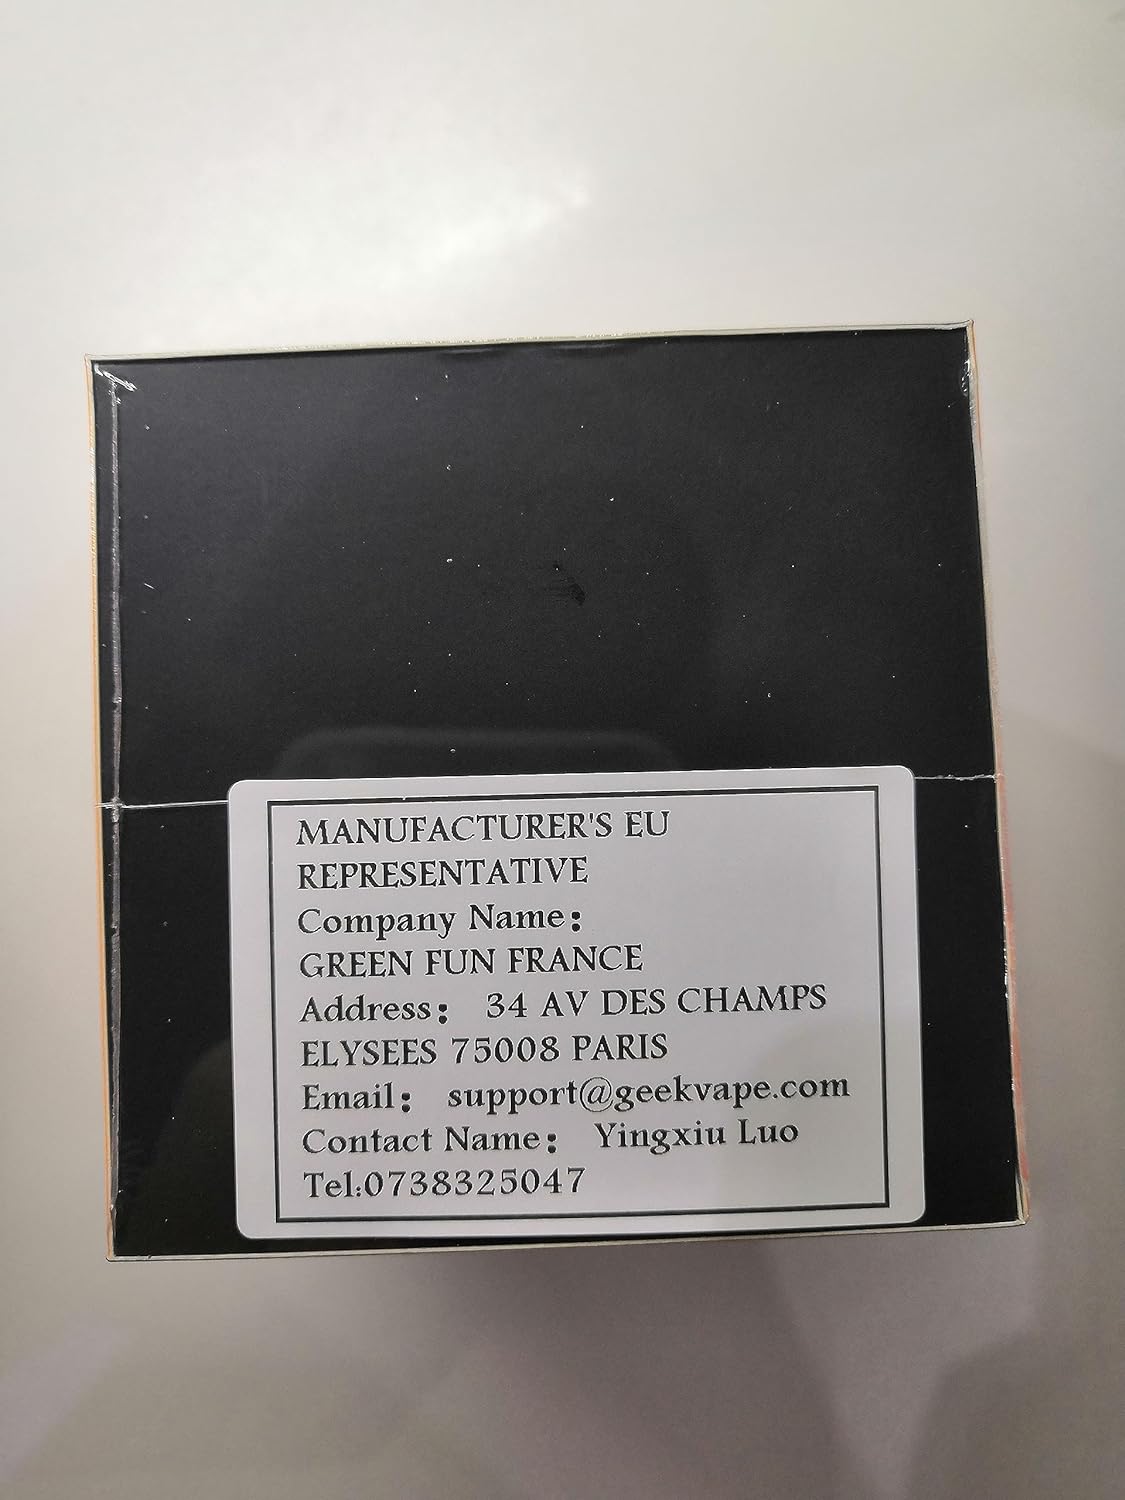 MANUFACTURER'S EU
REPRESENTATIVE
Company Name：
GREEN FUN FRANCE
Address： 34 AV DES CHAMPS
ELYSEES 75008 PARIS
Email： support@geekvape.com
Contact Name： Yingxiu Luo
Tel:0738325047